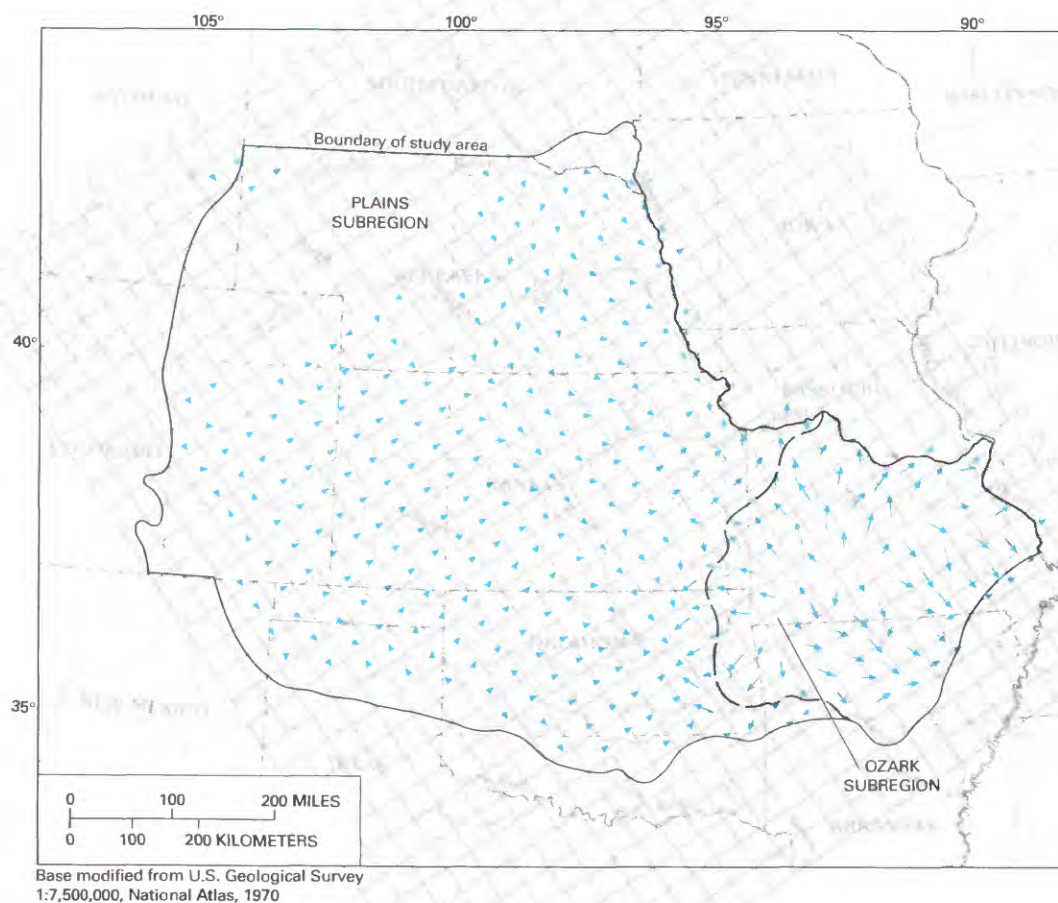 105°
100°
95°
90°
Boundary of study area
PLAINS
SUBREGION
40°
35°
OZARK
SUBREGION
0 100 200 MILES
0 100 200 KILOMETERS
Base modified from U.S. Geological Survey
1:7,500,000, National Atlas, 1970